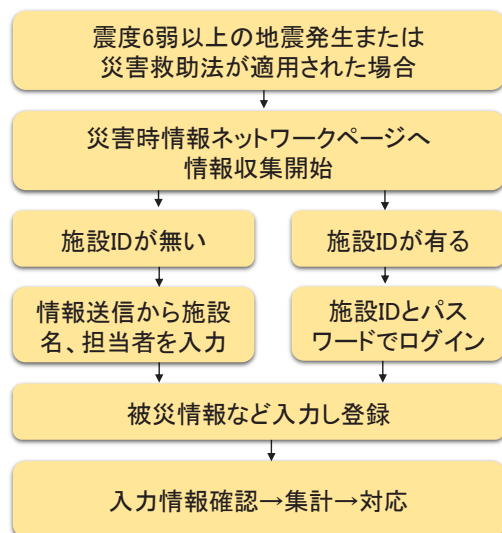 震度6弱以上の地震発生または
災害救助法が適用された場合
災害時情報ネットワークページへ
情報収集開始
施設IDが無い
施設IDが有る
情報送信から施設
名、担当者を入力
施設IDとパス
ワードでログイン
被災情報など入力し登録
入力情報確認→集計→対応